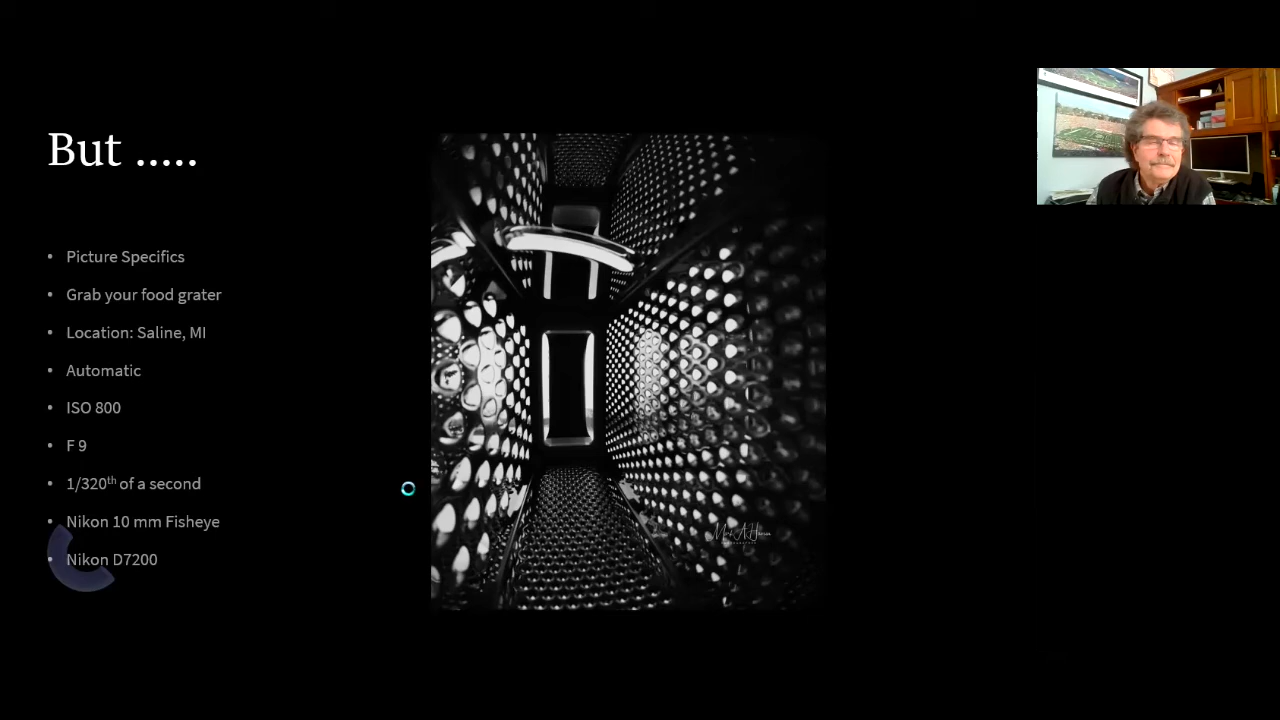 But .....
• Picture Specifics
• Grab your food grater
• Location: Saline, MI
• Automatic
• ISO 800
• F 9
• 1/320th of a second
• Nikon 10 mm Fisheye
• Nikon D7200